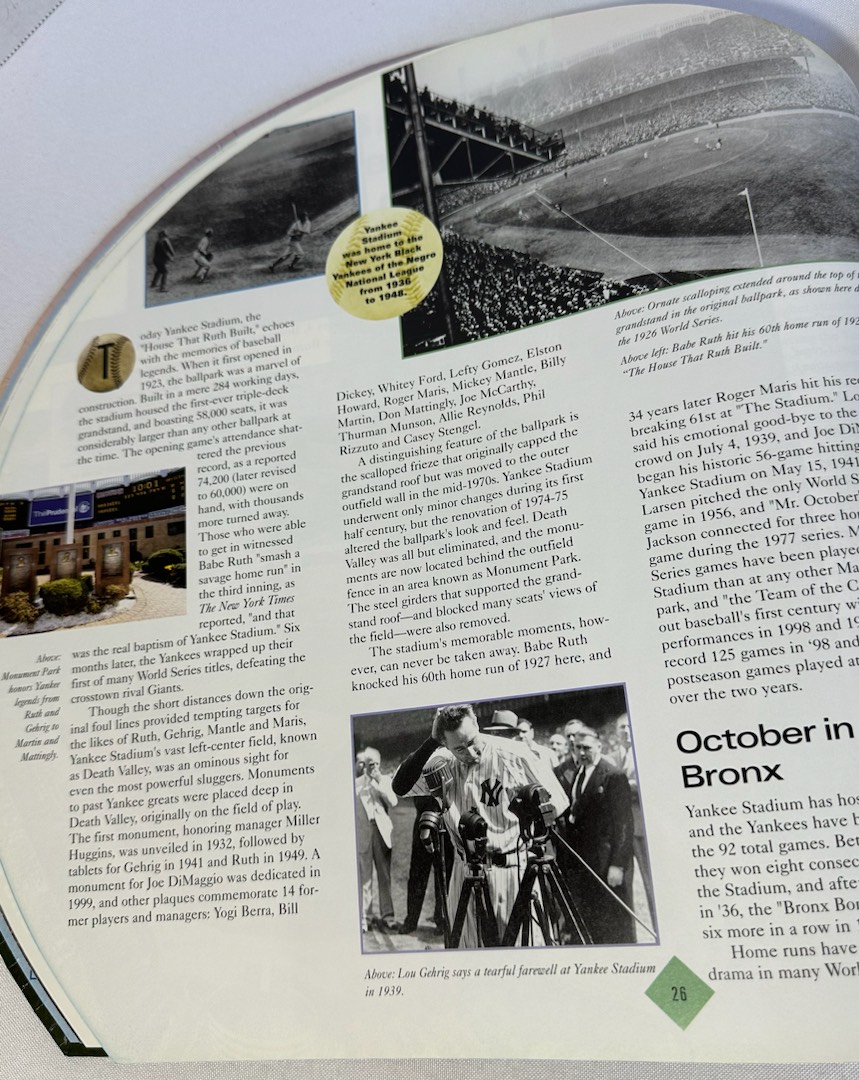 Yankee
Stadium
was home to the
New York Black
Yankees of the Negro
National League
from 1936
to 1948.
Above: Ornate scalloping extended around the top of
grandstand in the original ballpark, as shown here
the 1926 World Series.
Above left: Babe Ruth hit his 60th home run of
"The House That Ruth Built."
Today Yankee Stadium, the
"House That Ruth Built," echoes
with the memories of baseball
legends. When it first opened in
1923, the ballpark was a marvel of
construction. Built in a mere 284 working days,
the stadium housed the first-ever triple-deck
grandstand, and boasting 58,000 seats, it was
considerably larger than any other ballpark at
the time. The opening game's attendance shat-
tered the previous
record, as a reported
74,200 (later revised
to 60,000) were on
hand, with thousands
more turned away.
Those who were able
to get in witnessed
Babe Ruth "smash a
savage home run" in
the third inning, as
The New York Times
reported, "and that
was the real baptism of Yankee Stadium." Six
months later, the Yankees wrapped up their
first of many World Series titles, defeating the
crosstown rival Giants.
Though the short distances down the orig-
inal foul lines provided tempting targets for
the likes of Ruth, Gehrig, Mantle and Maris,
Yankee Stadium's vast left-center field, known
as Death Valley, was an ominous sight for
even the most powerful sluggers. Monuments
to past Yankee greats were placed deep in
Death Valley, originally on the field of play.
The first monument, honoring manager Miller
Huggins, was unveiled in 1932, followed by
tablets for Gehrig in 1941 and Ruth in 1949. A
monument for Joe DiMaggio was dedicated in
1999, and other plaques commemorate 14 for-
mer players and managers: Yogi Berra, Bill
10:01
Prudential
Above:
Monument Park
honors Yankee
legends from
Ruth and
Gehrig to
Martin and
Mattingly.
Dickey, Whitey Ford, Lefty Gomez, Elston
Howard, Roger Maris, Mickey Mantle, Billy
Martin, Don Mattingly, Joe McCarthy,
Thurman Munson, Allie Reynolds, Phil
Rizzuto and Casey Stengel.
A distinguishing feature of the ballpark is
the scalloped frieze that originally capped the
grandstand roof but was moved to the outer
outfield wall in the mid-1970s. Yankee Stadium
underwent only minor changes during its first
half century, but the renovation of 1974-75
altered the ballpark's look and feel. Death
Valley was all but eliminated, and the monu-
ments are now located behind the outfield
fence in an area known as Monument Park.
The steel girders that supported the grand-
stand roof—and blocked many seats' views of
the field—were also removed.
The stadium's memorable moments, how-
ever, can never be taken away. Babe Ruth
knocked his 60th home run of 1927 here, and
NY
Above: Lou Gehrig says a tearful farewell at Yankee Stadium
in 1939.
34 years later Roger Maris hit his
breaking 61st at "The Stadium."
said his emotional good-bye to the
crowd on July 4, 1939, and Joe
began his historic 56-game hitting
Yankee Stadium on May 15, 1941
Larsen pitched the only World
game in 1956, and "Mr. October
Jackson connected for three
game during the 1977 series.
Series games have been played
Stadium than at any other
park, and "the Team of the
out baseball's first century
performances in 1998 and
record 125 games in '98 and
postseason games played at
over the two years.
October in
Bronx
Yankee Stadium has
and the Yankees have
the 92 total games.
they won eight
the Stadium, and
in '36, the "Bronx
six more in a row in
Home runs have
drama in many
26